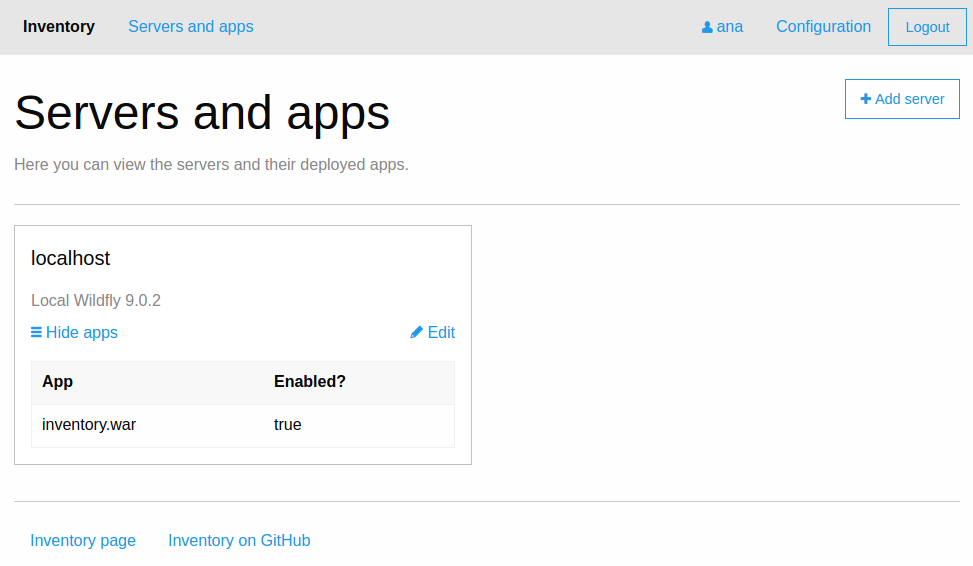 Inventory Servers and apps ana Configuration Logout
Servers and apps
Add server
Here you can view the servers and their deployed apps.
localhost
Local Wildfly 9.0.2
Hide apps Edit
App Enabled?
inventory.war true
Inventory page Inventory on GitHub